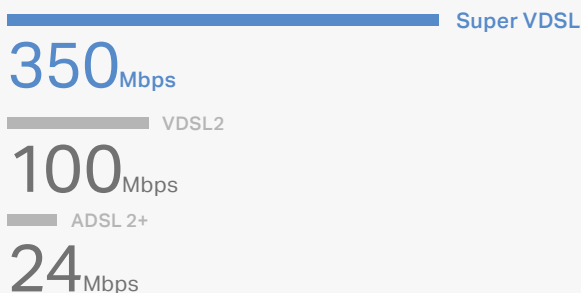 Super VDSL
350Mbps
VDSL2
100Mbps
ADSL 2+
24Mbps